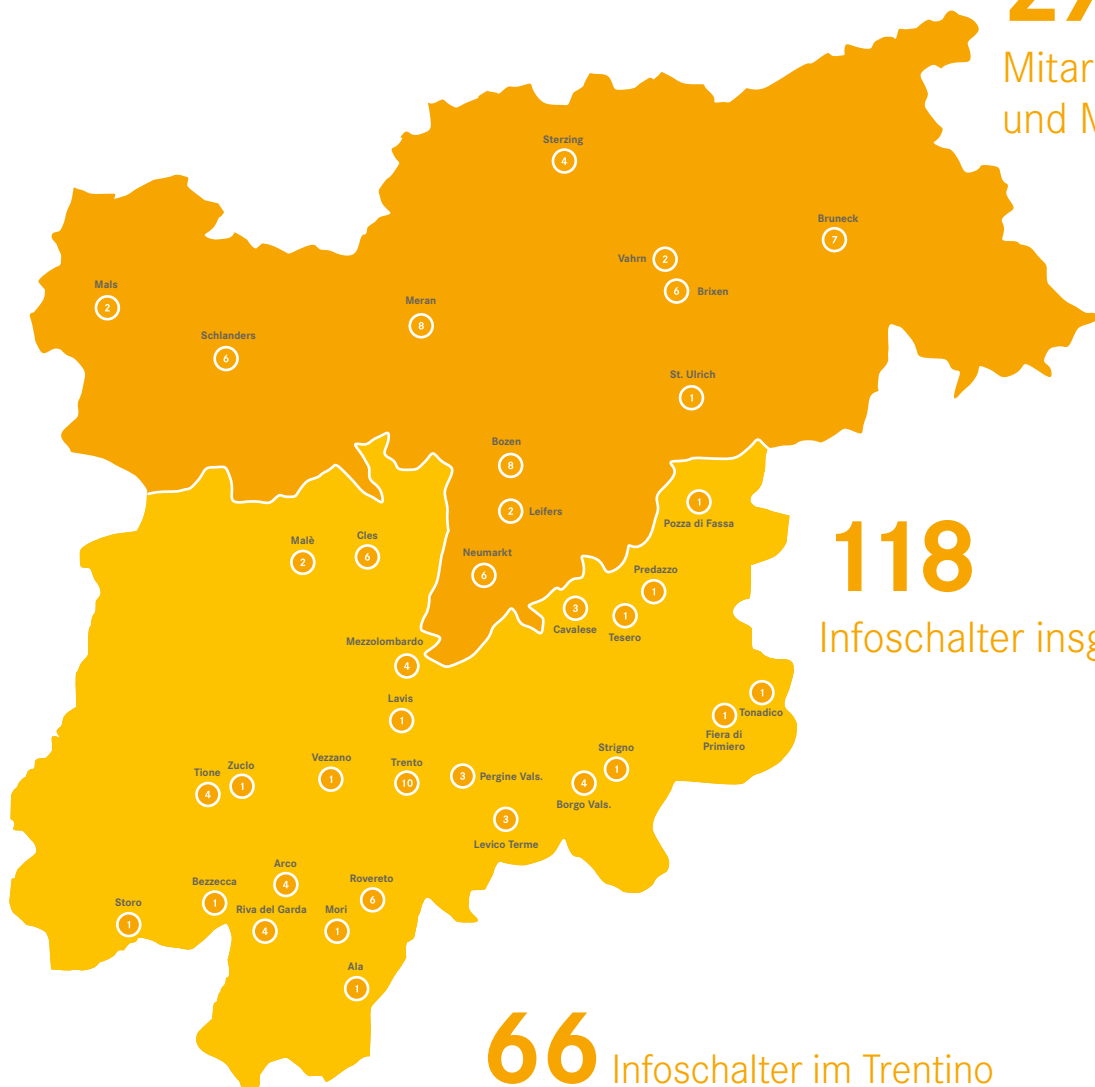 Mitar
und M
Sterzing
4
Bruneck
7
Vahrn 2
6 Brixen
Mals
2
Meran
8
Schlanders
6
St. Ulrich
1
Bozen
8
2 Leifers
Neumarkt
6
1
Pozza di Fassa
Malè
2
Cles
6
Predazzo
1
3
Cavalese
1
Tesero
118
Infoschalter insg
Mezzolombardo
4
Lavis
1
1
Tonadico
1
Fiera di
Primiero
Tione
4
Zuclo
1
Vezzano
1
Trento
10
3 Pergine Vals.
Strigno
1
4
Borgo Vals.
3
Levico Terme
Arco
4
Bezzecca
1
Rovereto
6
Storo
1
Riva del Garda
4
Mori
1
Ala
1
66 Infoschalter im Trentino